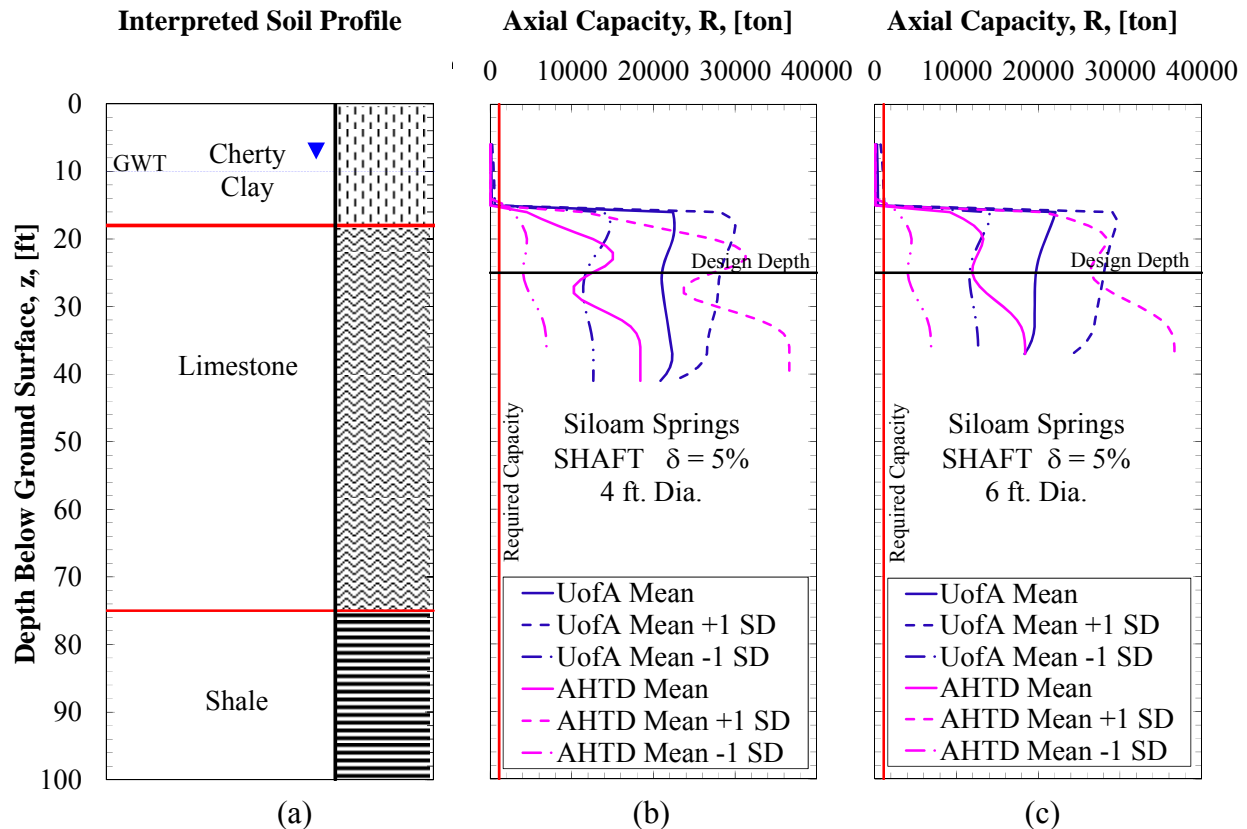 Interpreted Soil Profile
Axial Capacity, R, [ton]
Axial Capacity, R, [ton]
0 10000 20000 30000 40000
0 10000 20000 30000 40000
Depth Below Ground Surface, z, [ft]
0
10
20
30
40
50
60
70
80
90
100
GWT
Cherty
Clay
Limestone
Shale
Design Depth
Required Capacity
Siloam Springs
SHAFT δ = 5%
4 ft. Dia.
UofA Mean
UofA Mean +1 SD
UofA Mean -1 SD
AHTD Mean
AHTD Mean +1 SD
AHTD Mean -1 SD
Design Depth
Required Capacity
Siloam Springs
SHAFT δ = 5%
6 ft. Dia.
UofA Mean
UofA Mean +1 SD
UofA Mean -1 SD
AHTD Mean
AHTD Mean +1 SD
AHTD Mean -1 SD
(a)
(b)
(c)